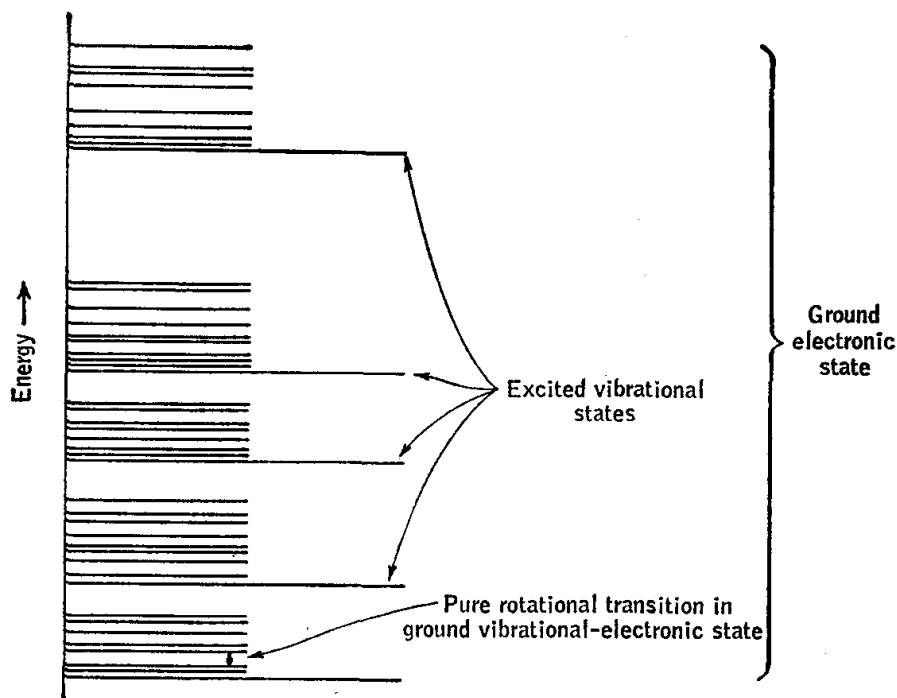 Energy
Ground
electronic
state
Excited vibrational
states
Pure rotational transition in
ground vibrational-electronic state